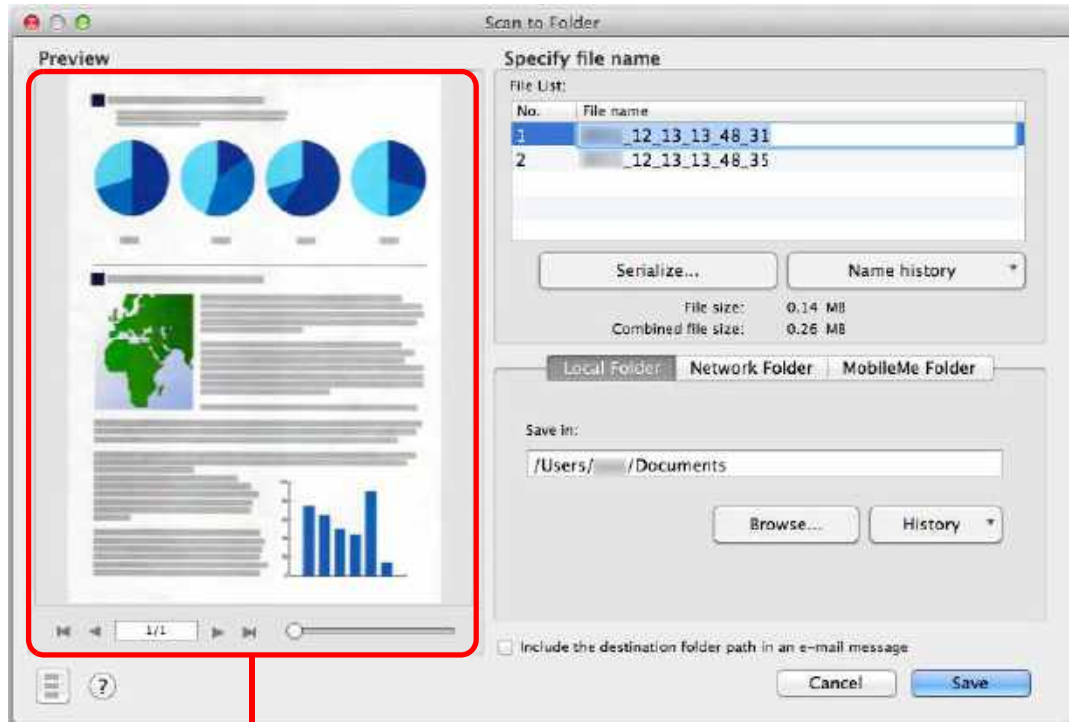 Scan to Folder
Preview
Specify file name
File List:
No. File name
1 _12_13_13_48_31
2 _12_13_13_48_35
Serialize... Name history
File size: 0.14 MB
Combined file size: 0.26 MB
Local Folder Network Folder MobileMe Folder
Save in:
/Users/ /Documents
Browse... History
1/1
Include the destination folder path in an e-mail message
? Cancel Save